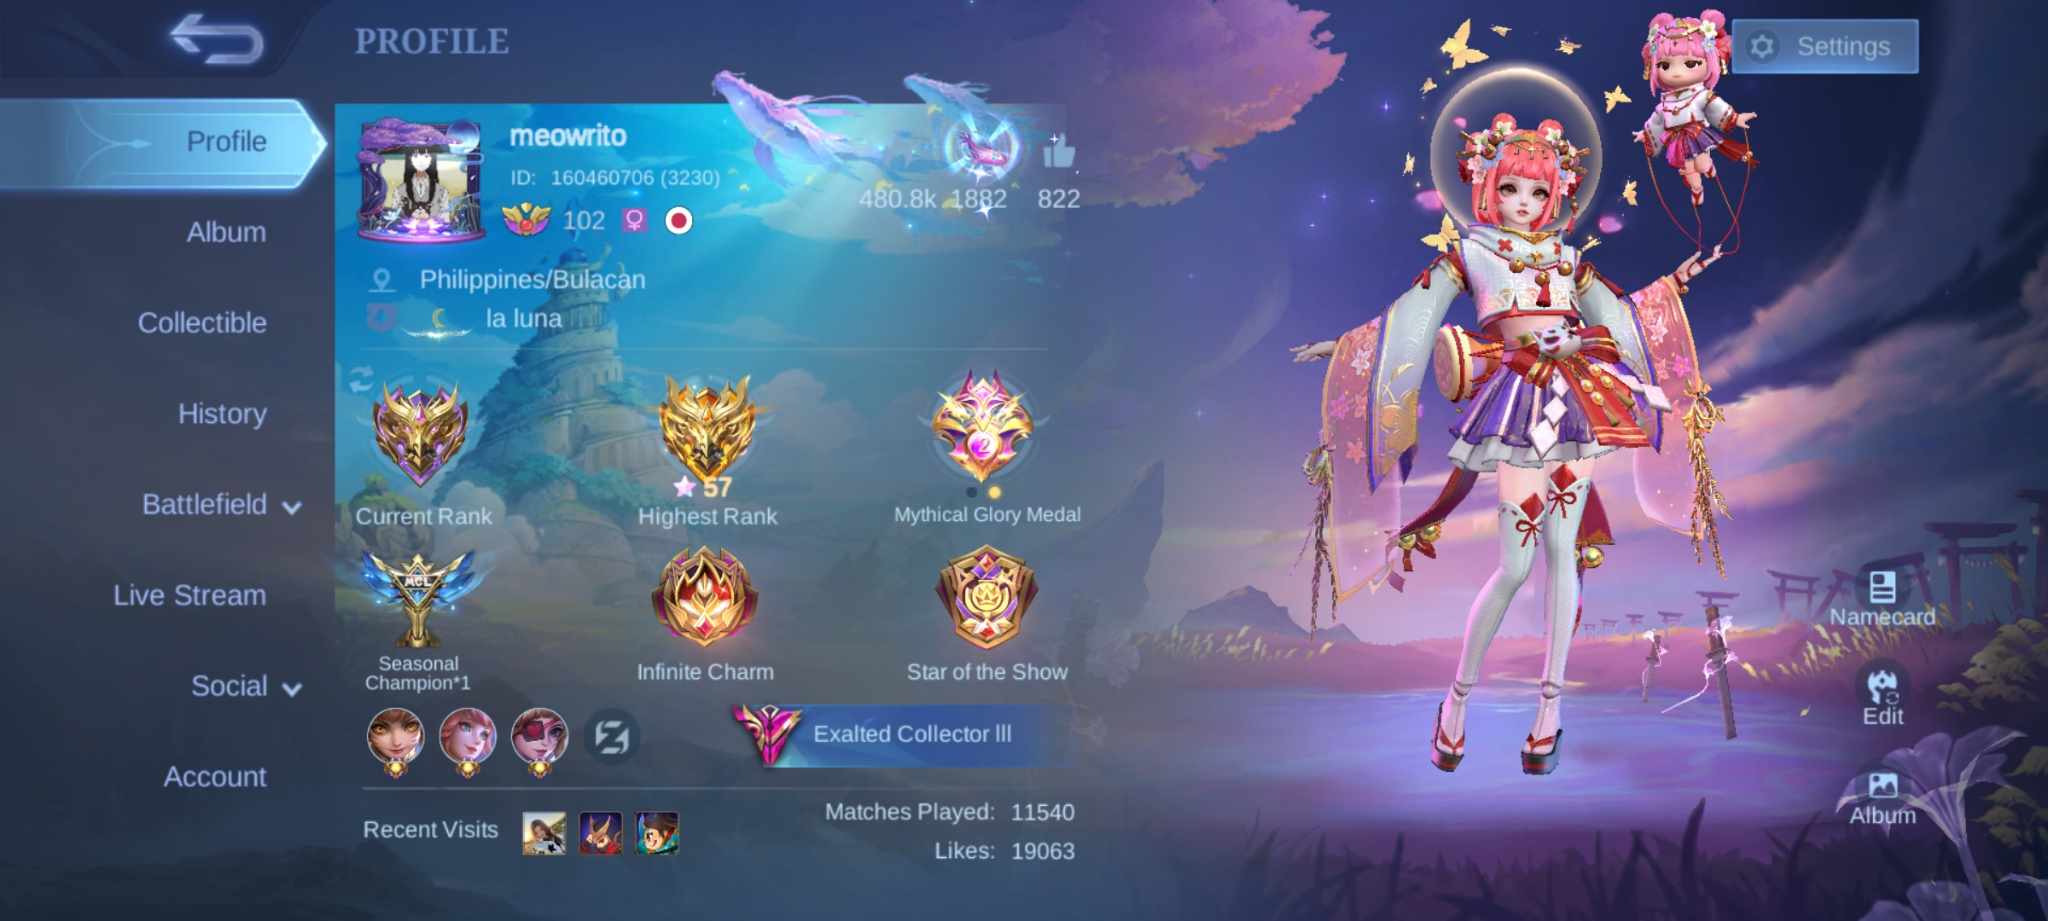 PROFILE
Settings
Profile
Album
Collectible
History
Battlefield
Live Stream
Social
Account
meowrito
ID: 160460706 (3230)
102
480.8k 1882 822
Philippines/Bulacan
la luna
57
2
Current Rank
Highest Rank
Mythical Glory Medal
MCL
Seasonal
Champion*1
Infinite Charm
Star of the Show
Exalted Collector III
Recent Visits
Matches Played: 11540
Likes: 19063
Namecard
Edit
Album